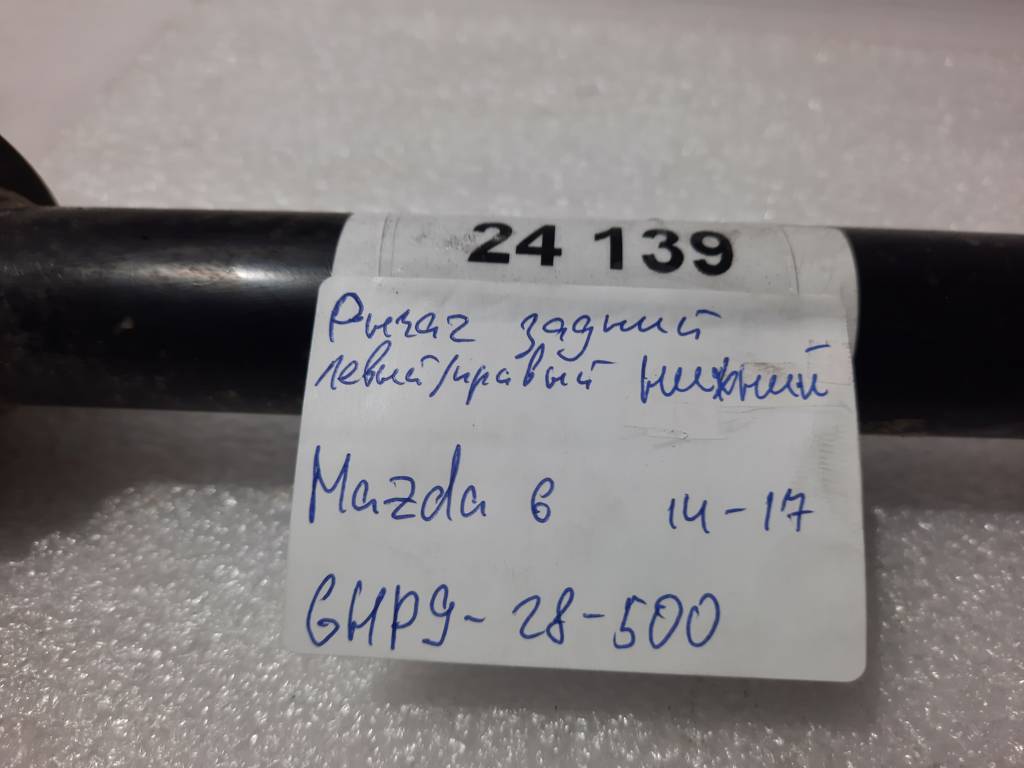 24 139
Рычаг задний
левый/правый нижний
Mazda 6 14-17
GHP9-28-500